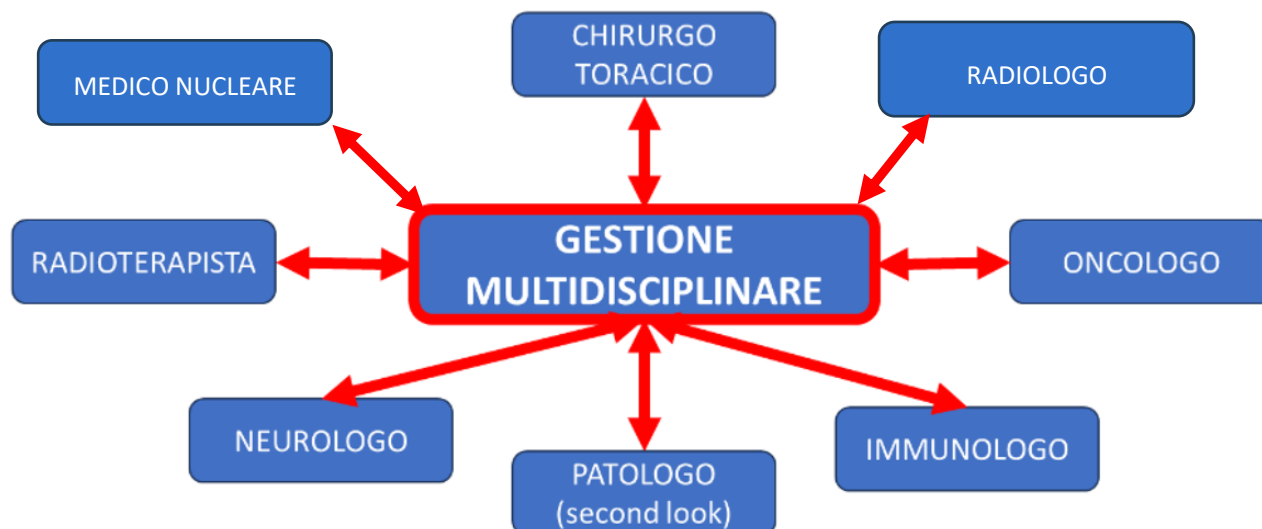 CHIRURGO
TORACICO
MEDICO NUCLEARE
RADIOLOGO
GESTIONE
MULTIDISCIPLINARE
RADIOTERAPISTA
ONCOLOGO
NEUROLOGO
IMMUNOLOGO
PATOLOGO
(second look)